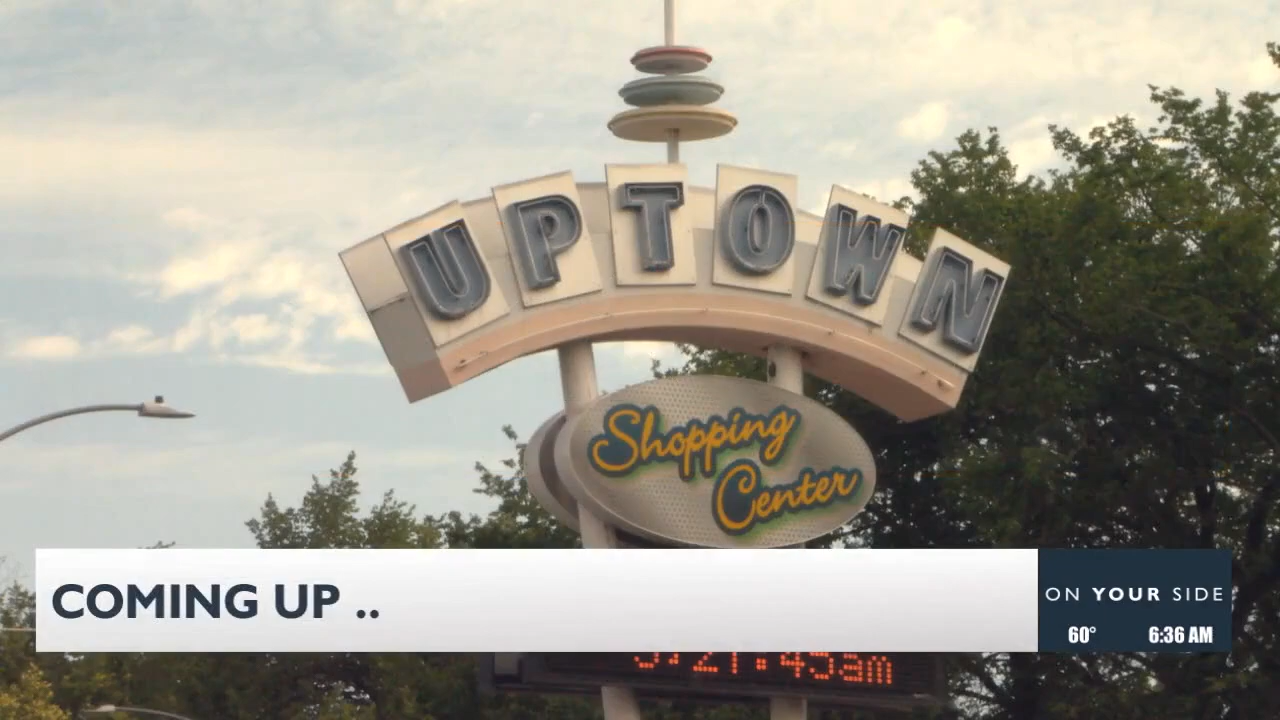 UPTOWN
Shopping
Center
COMING UP ..
ON YOUR SIDE
60° 6:36 AM